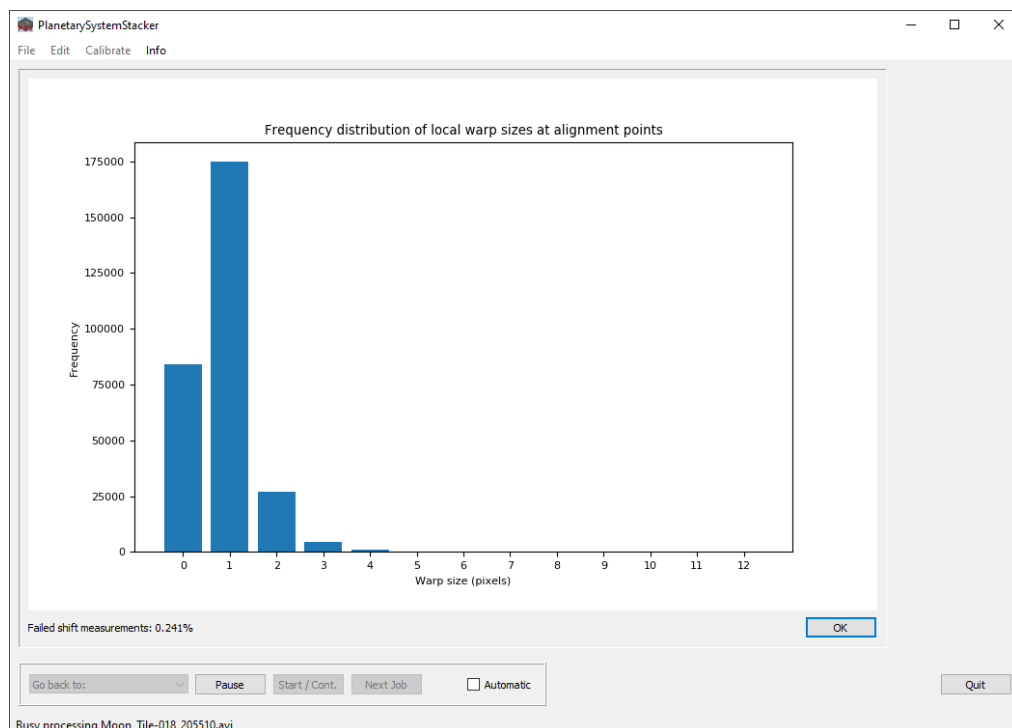 PlanetarySystemStacker
File Edit Calibrate Info
Frequency distribution of local warp sizes at alignment points
175000
150000
125000
100000
75000
50000
25000
0
Frequency
0 1 2 3 4 5 6 7 8 9 10 11 12
Warp size (pixels)
Failed shift measurements: 0.241%
OK
Go back to: Pause Start / Cont. Next Job Automatic Quit
Busy processing Moon_Tile-018_205510.avi